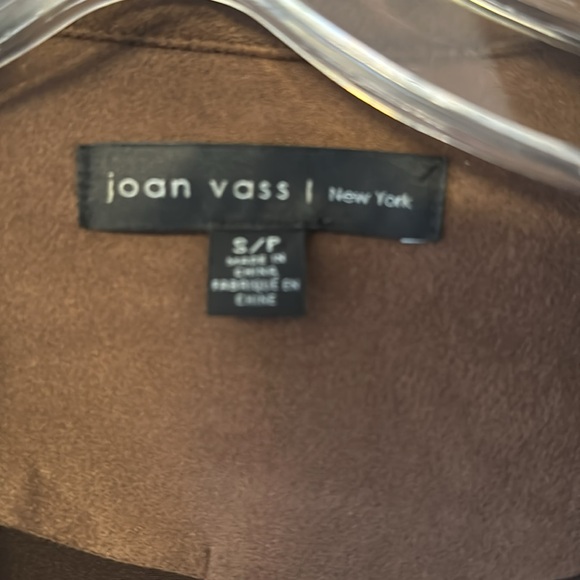 joan vass | New York
S/P
MADE IN
CHINA
FABRIQUÉ EN
CHINE